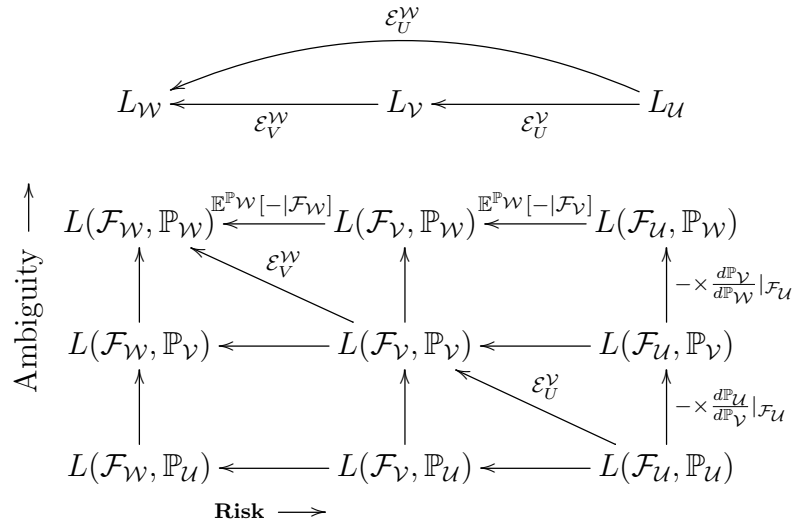 ℰ_U^𝒲
L_𝒲 L_𝒱 L_𝒰
ℰ_V^𝒲 ℰ_U^𝒱
𝔼^{ℙ_𝒲}[−|ℱ_𝒲] 𝔼^{ℙ_𝒲}[−|ℱ_𝒱]
L(ℱ_𝒲, ℙ_𝒲) L(ℱ_𝒱, ℙ_𝒲) L(ℱ_𝒰, ℙ_𝒲)
ℰ_V^𝒲
− × dℙ_𝒱/dℙ_𝒲 |_{ℱ_𝒰}
Ambiguity
L(ℱ_𝒲, ℙ_𝒱) L(ℱ_𝒱, ℙ_𝒱) L(ℱ_𝒰, ℙ_𝒱)
ℰ_U^𝒱
− × dℙ_𝒰/dℙ_𝒱 |_{ℱ_𝒰}
L(ℱ_𝒲, ℙ_𝒰) L(ℱ_𝒱, ℙ_𝒰) L(ℱ_𝒰, ℙ_𝒰)
Risk